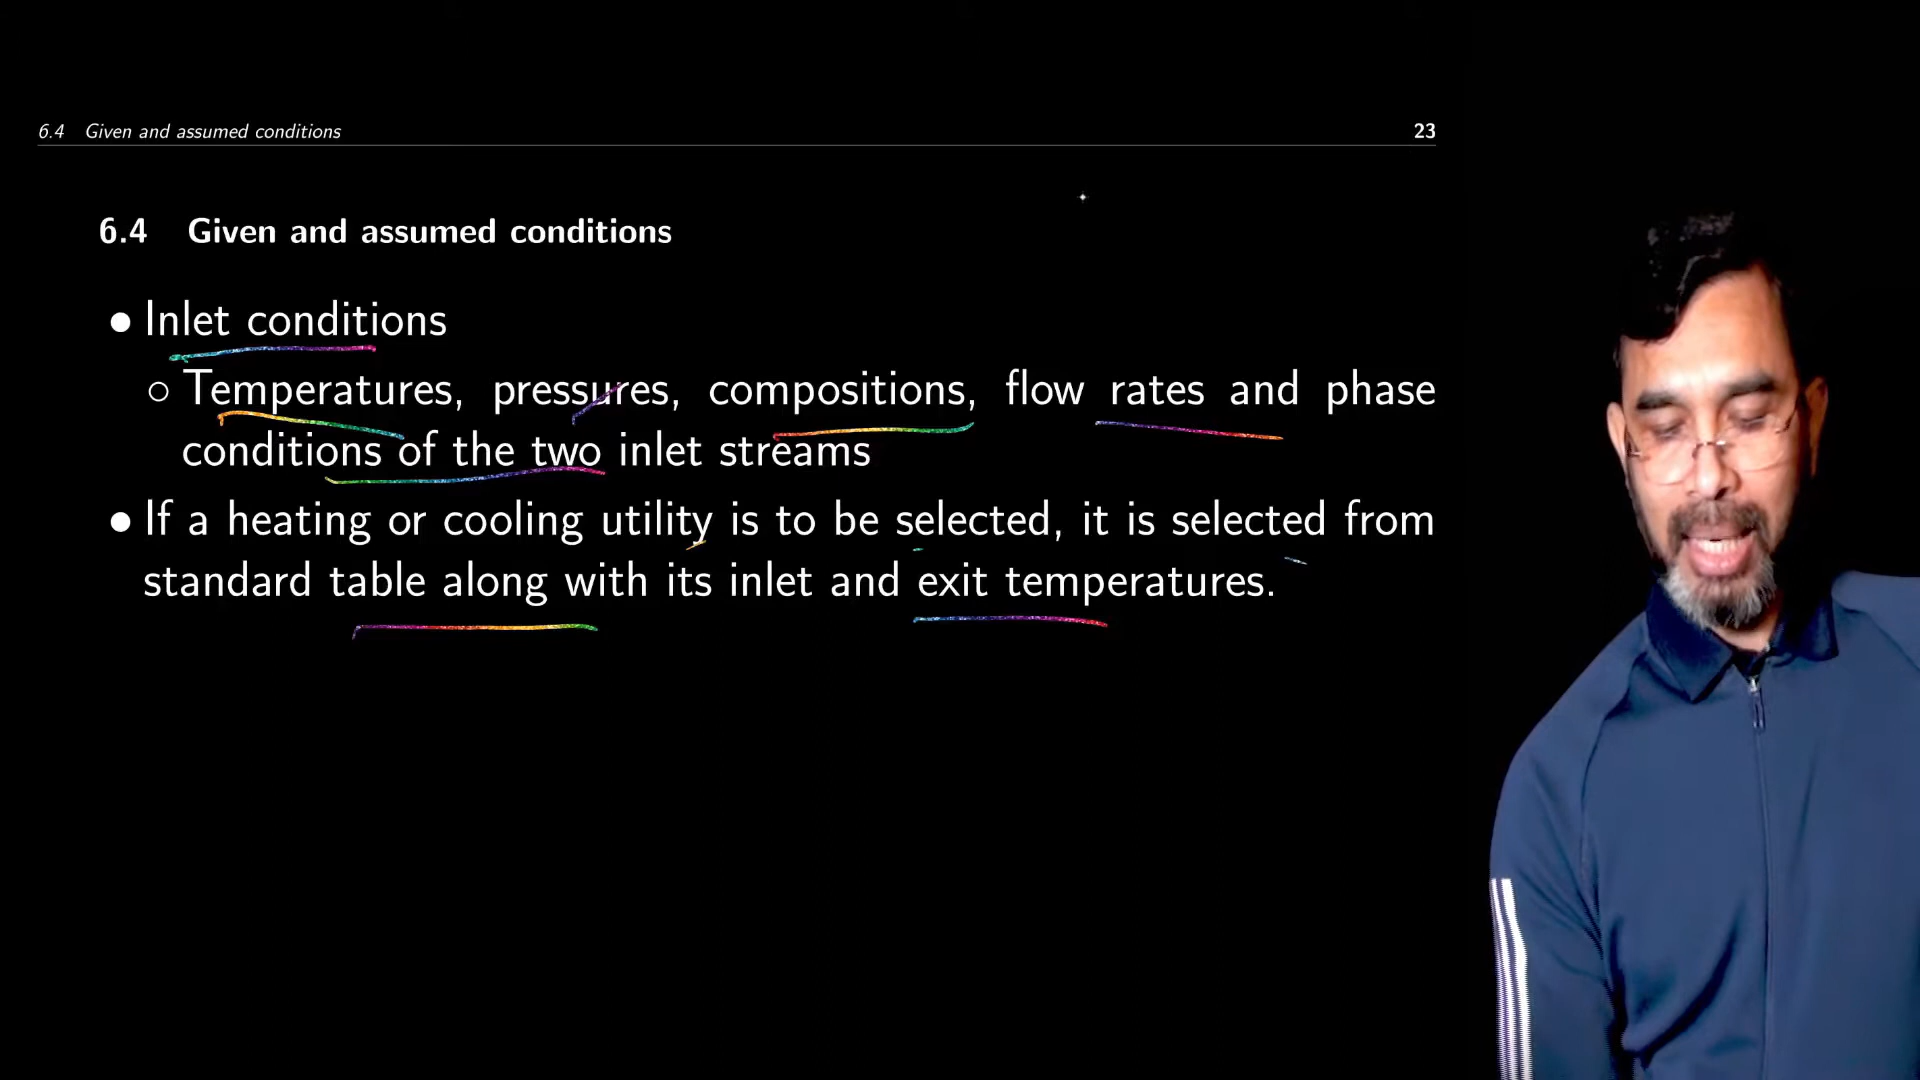 6.4 Given and assumed conditions 23
6.4 Given and assumed conditions
● Inlet conditions
○ Temperatures, pressures, compositions, flow rates and phase
conditions of the two inlet streams
● If a heating or cooling utility is to be selected, it is selected from
standard table along with its inlet and exit temperatures.